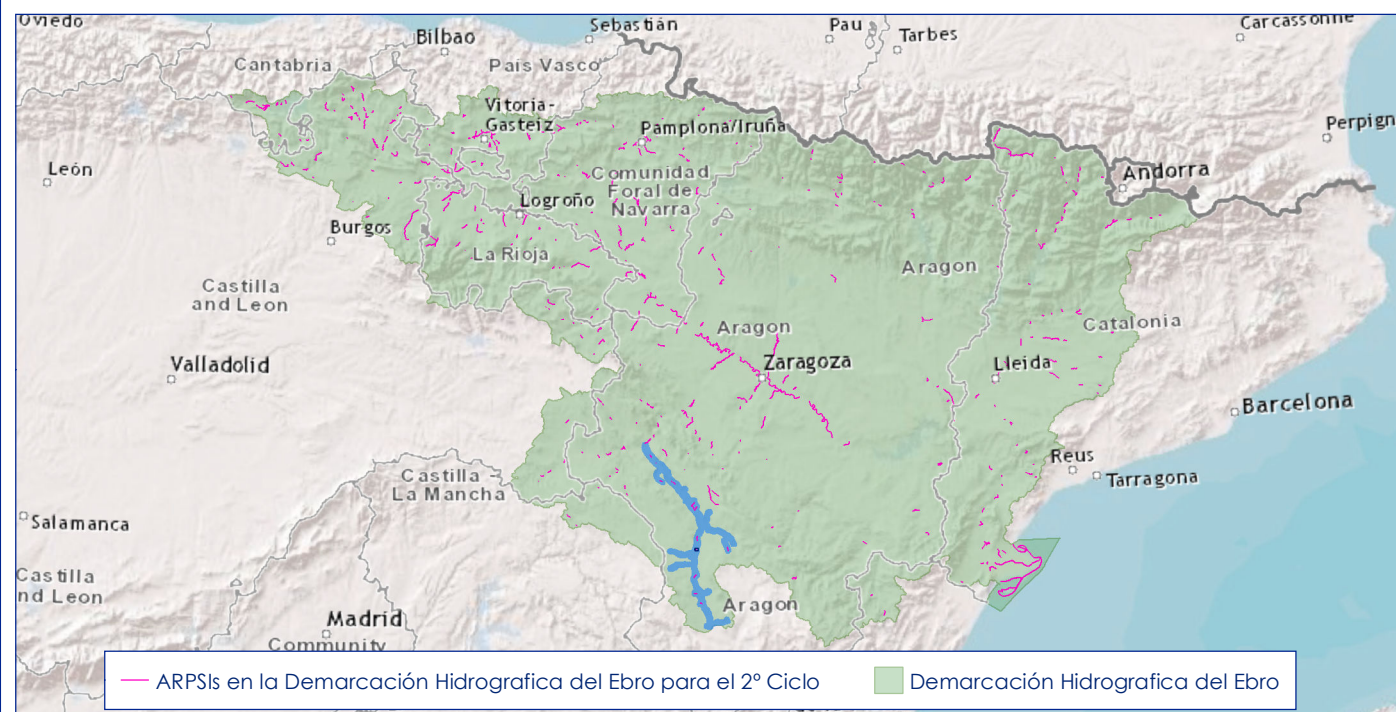 Oviedo
Bilbao
Sebastián
Pau
Tarbes
Carcassonne
Cantabria
País Vasco
Vitoria-
Gasteiz
Pamplona/Iruña
Perpign
León
Comunidad
Foral de
Navarra
Andorra
Logroño
Burgos
La Rioja
Aragon
Castilla
and Leon
Aragon
Catalonia
Valladolid
Zaragoza
Lleida
Barcelona
Reus
Tarragona
Castilla
La Mancha
Salamanca
Castilla
nd Leon
Aragon
Madrid
Community
ARPSIs en la Demarcación Hidrografica del Ebro para el 2º Ciclo
Demarcación Hidrografica del Ebro